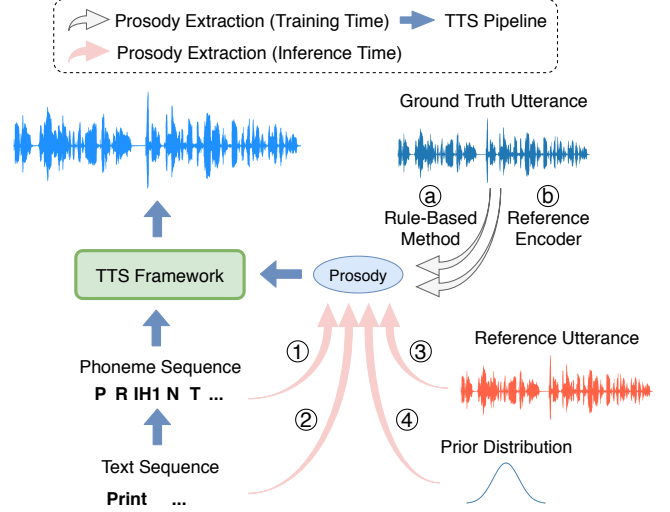 Prosody Extraction (Training Time)
TTS Pipeline
Prosody Extraction (Inference Time)
Ground Truth Utterance
ⓐ
ⓑ
Rule-Based
Method
Reference
Encoder
TTS Framework
Prosody
①
③
Phoneme Sequence
P R IH1 N T ...
Reference Utterance
②
④
Text Sequence
Print ...
Prior Distribution